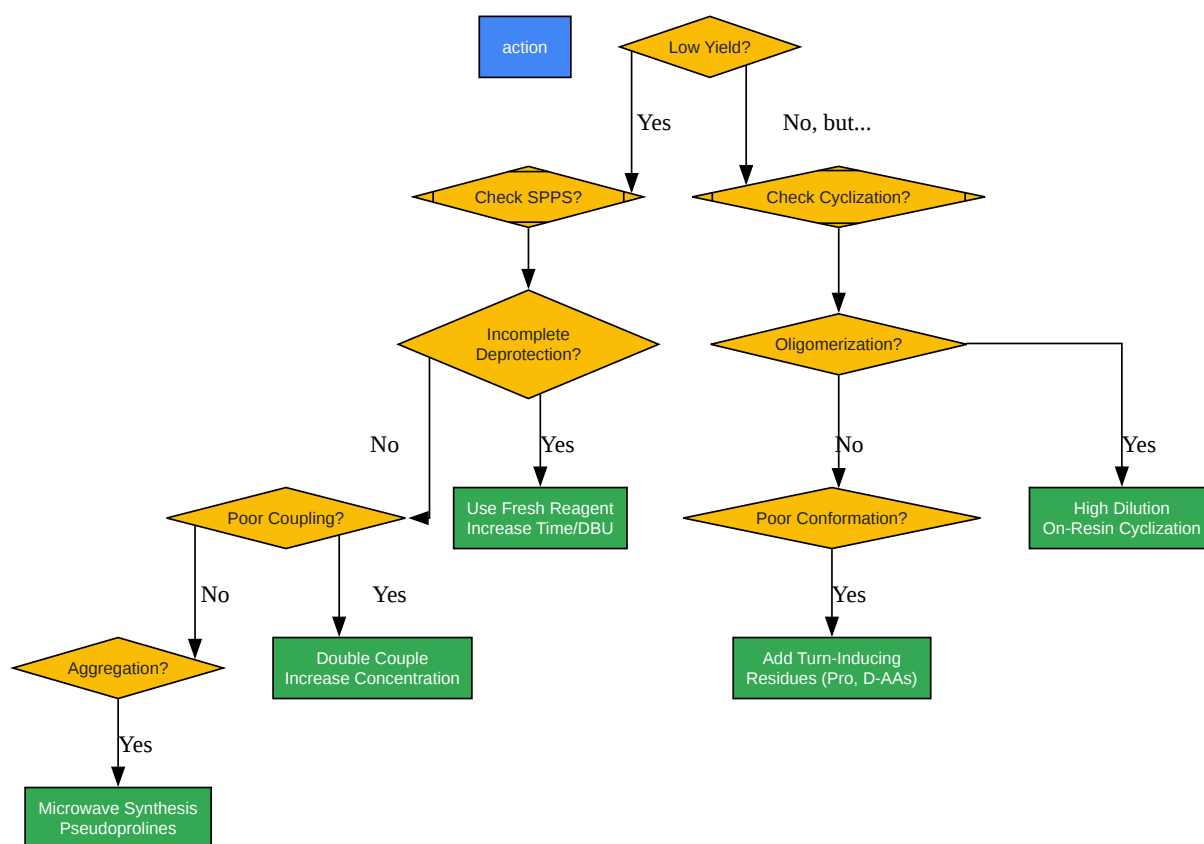 action
Low Yield?
Yes
No, but...
Check SPPS?
Check Cyclization?
Incomplete
Deprotection?
Oligomerization?
No
Yes
No
Yes
Poor Coupling?
Use Fresh Reagent
Increase Time/DBU
Poor Conformation?
High Dilution
On-Resin Cyclization
No
Yes
Yes
Aggregation?
Double Couple
Increase Concentration
Add Turn-Inducing
Residues (Pro, D-AAs)
Yes
Microwave Synthesis
Pseudoprolines